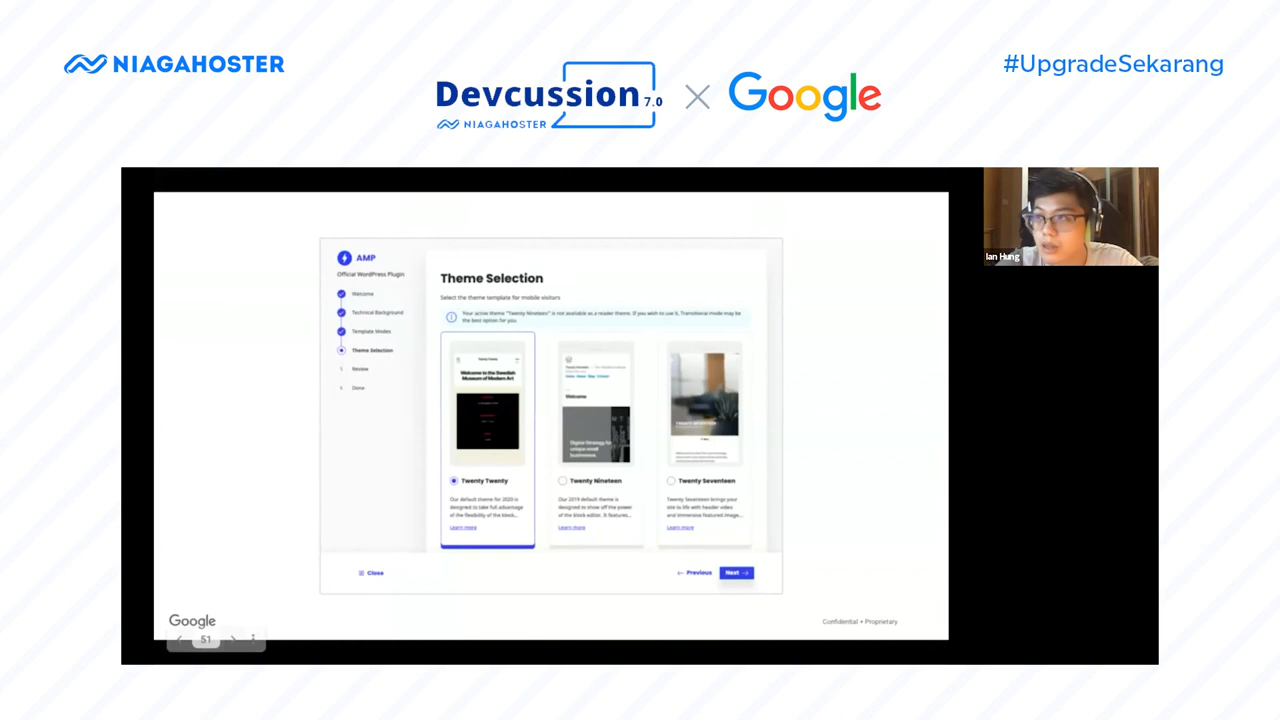 NIAGAHOSTER
Devcussion 7.0
NIAGAHOSTER
Google
#UpgradeSekarang
Ian Hung
AMP
Official WordPress Plugin
Welcome
Technical Background
Template Modes
Theme Selection
5 Review
6 Done
Theme Selection
Select the theme template for mobile visitors
Your active theme "Twenty Nineteen" is not available as a reader theme. If you wish to use it, Transitional mode may be
the best option for you.
Twenty Twenty
Welcome to the Swedish
Museum of Modern Art
Welcome
Digital Strategy for
unique small
businesses.
Twenty Twenty
Our default theme for 2020 is
designed to take full advantage
of the flexibility of the block...
Learn more
Twenty Nineteen
Our 2019 default theme is
designed to show off the power
of the block editor. It features...
Learn more
Twenty Seventeen
Twenty Seventeen brings your
site to life with header video
and immersive featured image...
Learn more
Close
Previous
Next
Google
51
Confidential + Proprietary